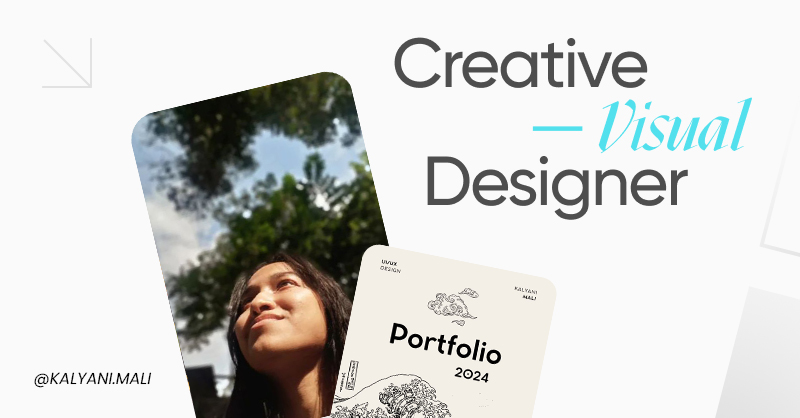 Creative
— Visual
Designer
UI/UX
DESIGN
KALYANI
MALI
Portfolio
2024
@KALYANI.MALI